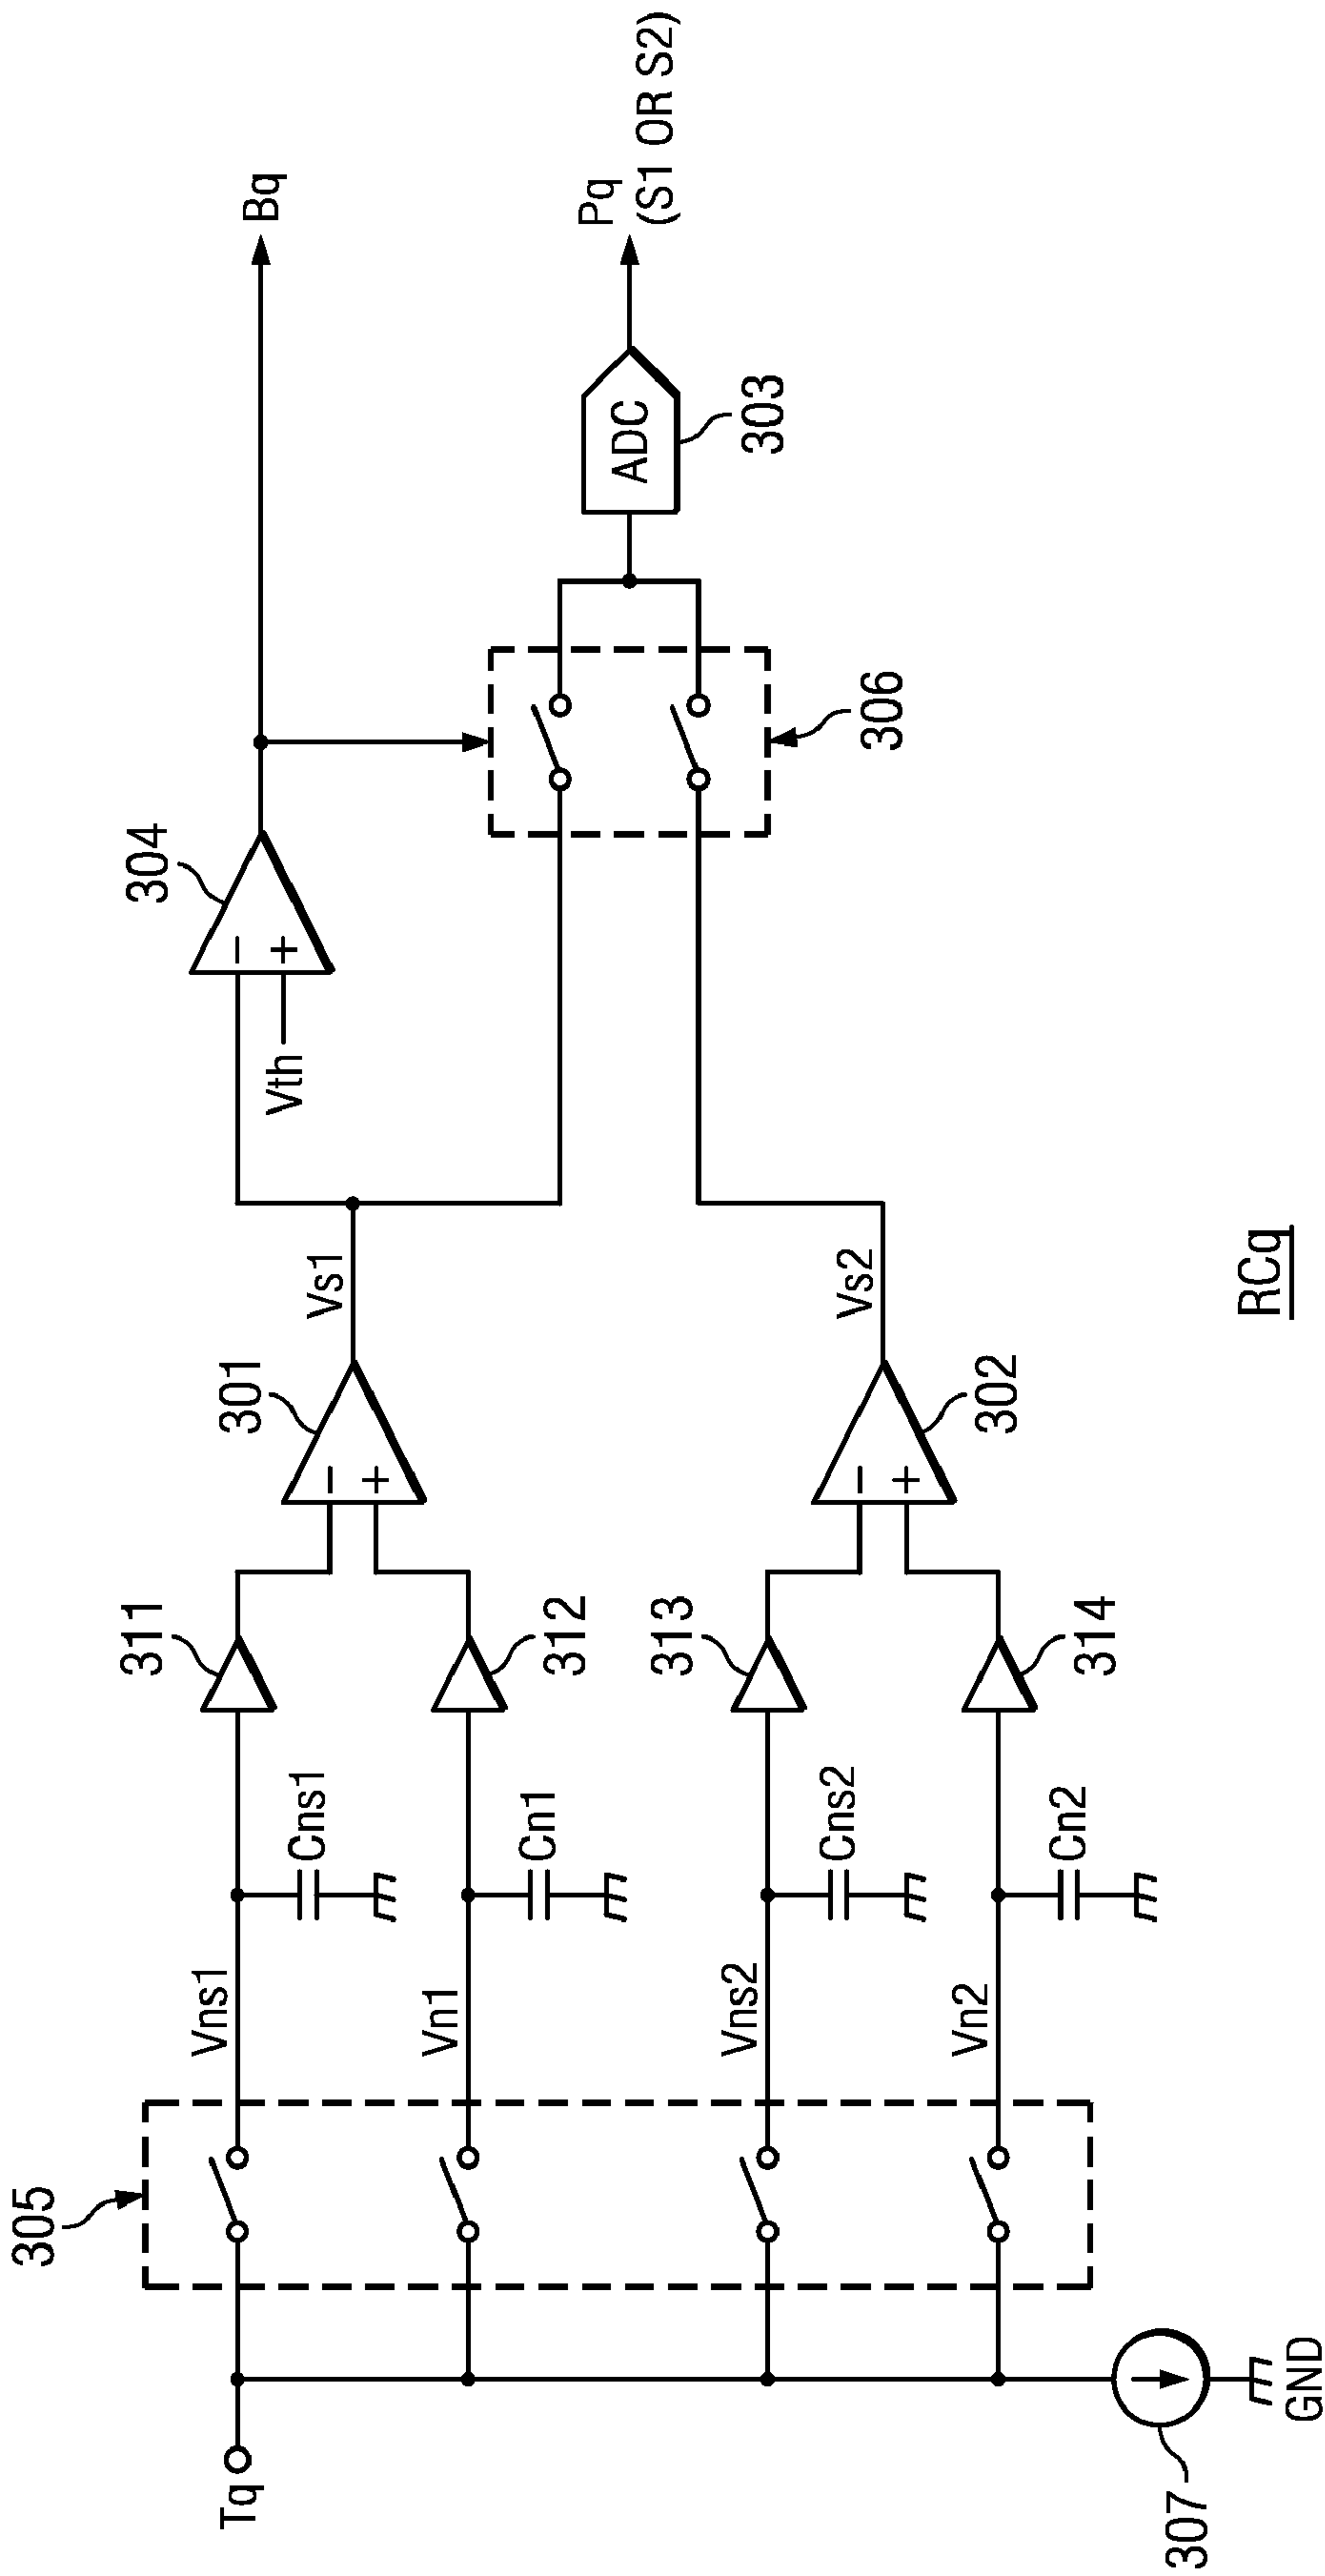 305
Tq
307
GND
Vns1
Vn1
Vns2
Vn2
Cns1
Cn1
Cns2
Cn2
311
312
313
314
301
−
+
302
−
+
Vs1
Vs2
304
−
+
Vth
306
ADC
303
Bq
Pq
(S1 OR S2)
RCq